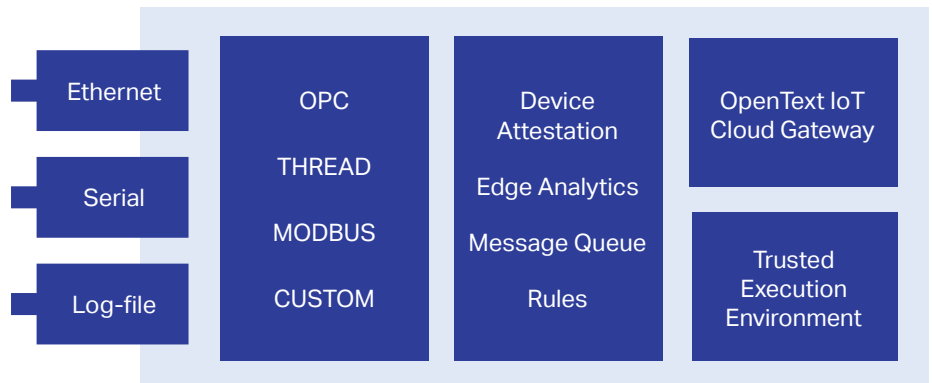 Ethernet
Serial
Log-file
OPC
THREAD
MODBUS
CUSTOM
Device
Attestation
Edge Analytics
Message Queue
Rules
OpenText IoT
Cloud Gateway
Trusted
Execution
Environment